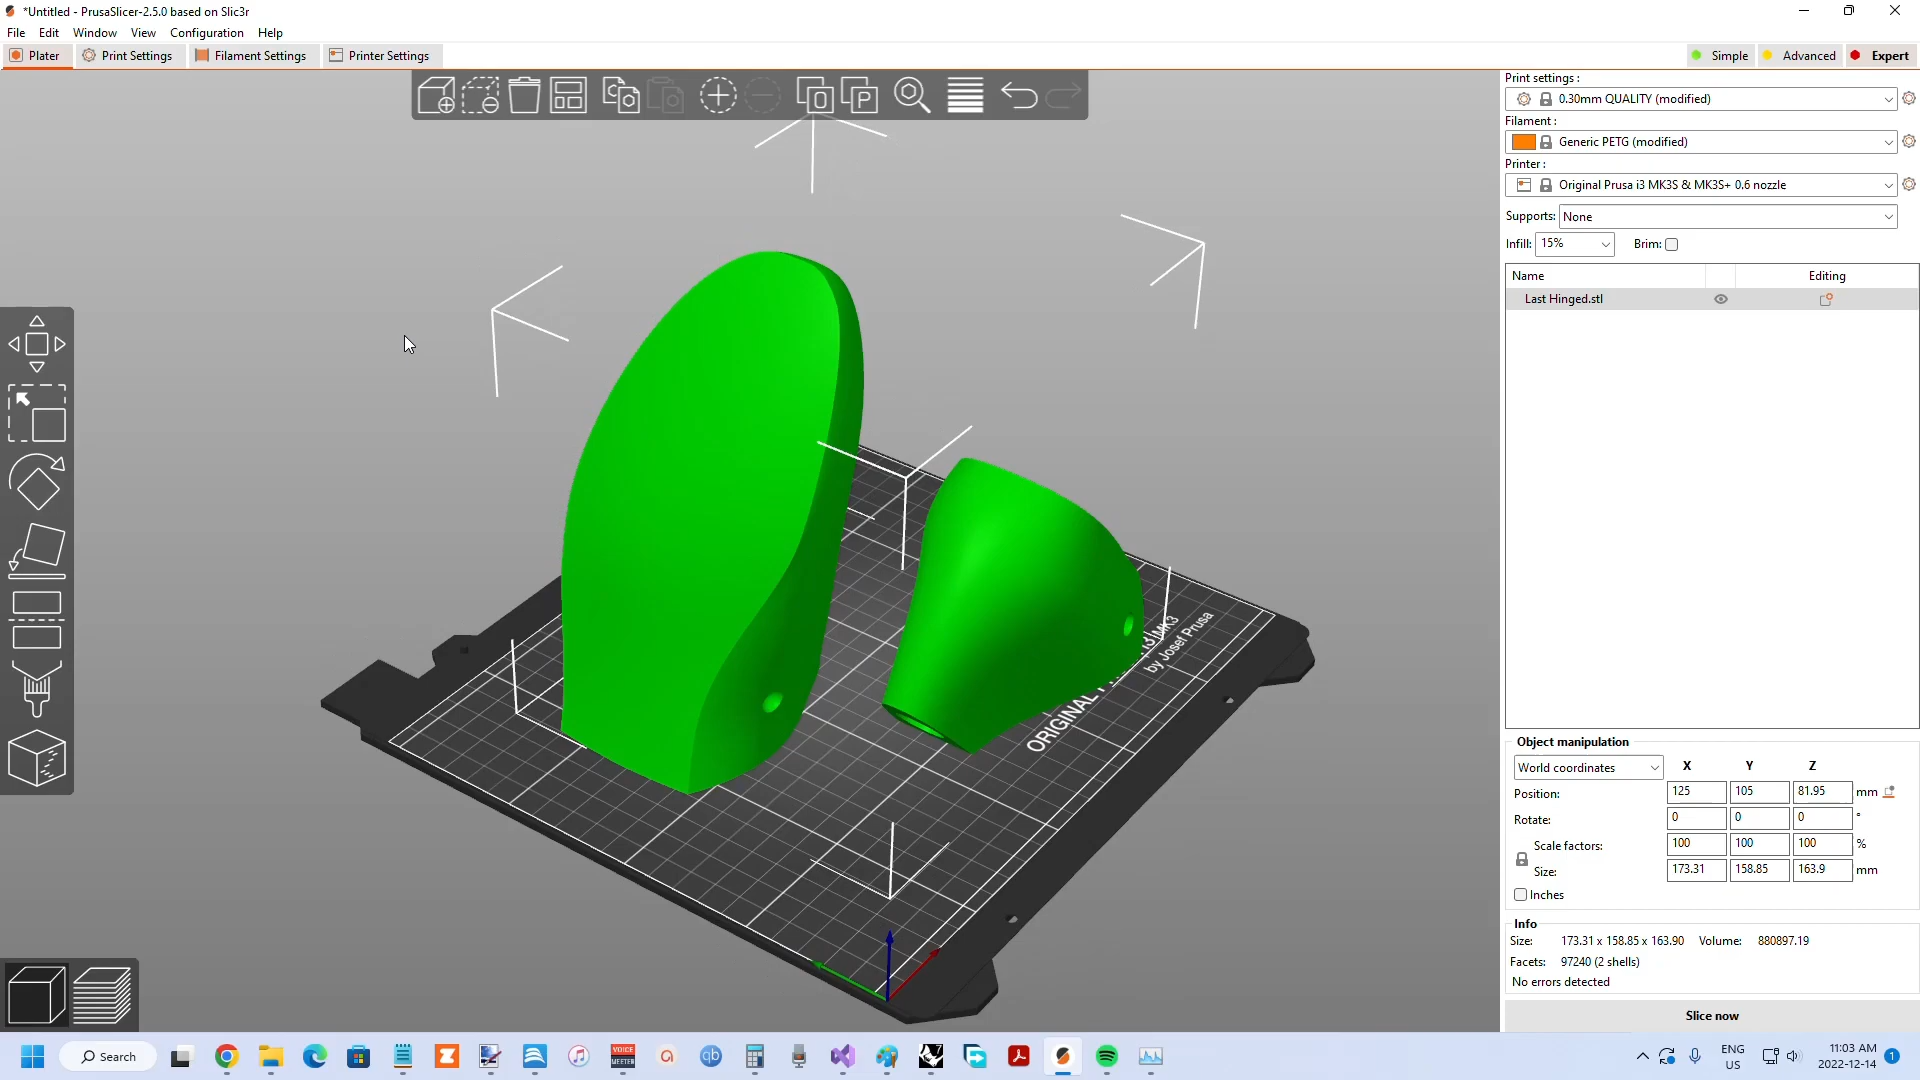 *Untitled - PrusaSlicer-2.5.0 based on Slic3r
File Edit Window View Configuration Help
Plater Print Settings Filament Settings Printer Settings Simple Advanced Expert
Print settings :
0.30mm QUALITY (modified)
Filament :
Generic PETG (modified)
Printer :
Original Prusa i3 MK3S & MK3S+ 0.6 nozzle
Supports: None
Infill: 15% Brim:
Name Editing
Last Hinged.stl
O P
ORIGINAL
i3 MK3
by Josef Prusa
Object manipulation
World coordinates X Y Z
Position: 125 105 81.95 mm
Rotate: 0 0 0 °
Scale factors: 100 100 100 %
Size: 173.31 158.85 163.9 mm
Inches
Info
Size: 173.31 x 158.85 x 163.90 Volume: 880897.19
Facets: 97240 (2 shells)
No errors detected
Slice now
Search
VOICE
MEETER
qb
ENG
US
11:03 AM
2022-12-14
1